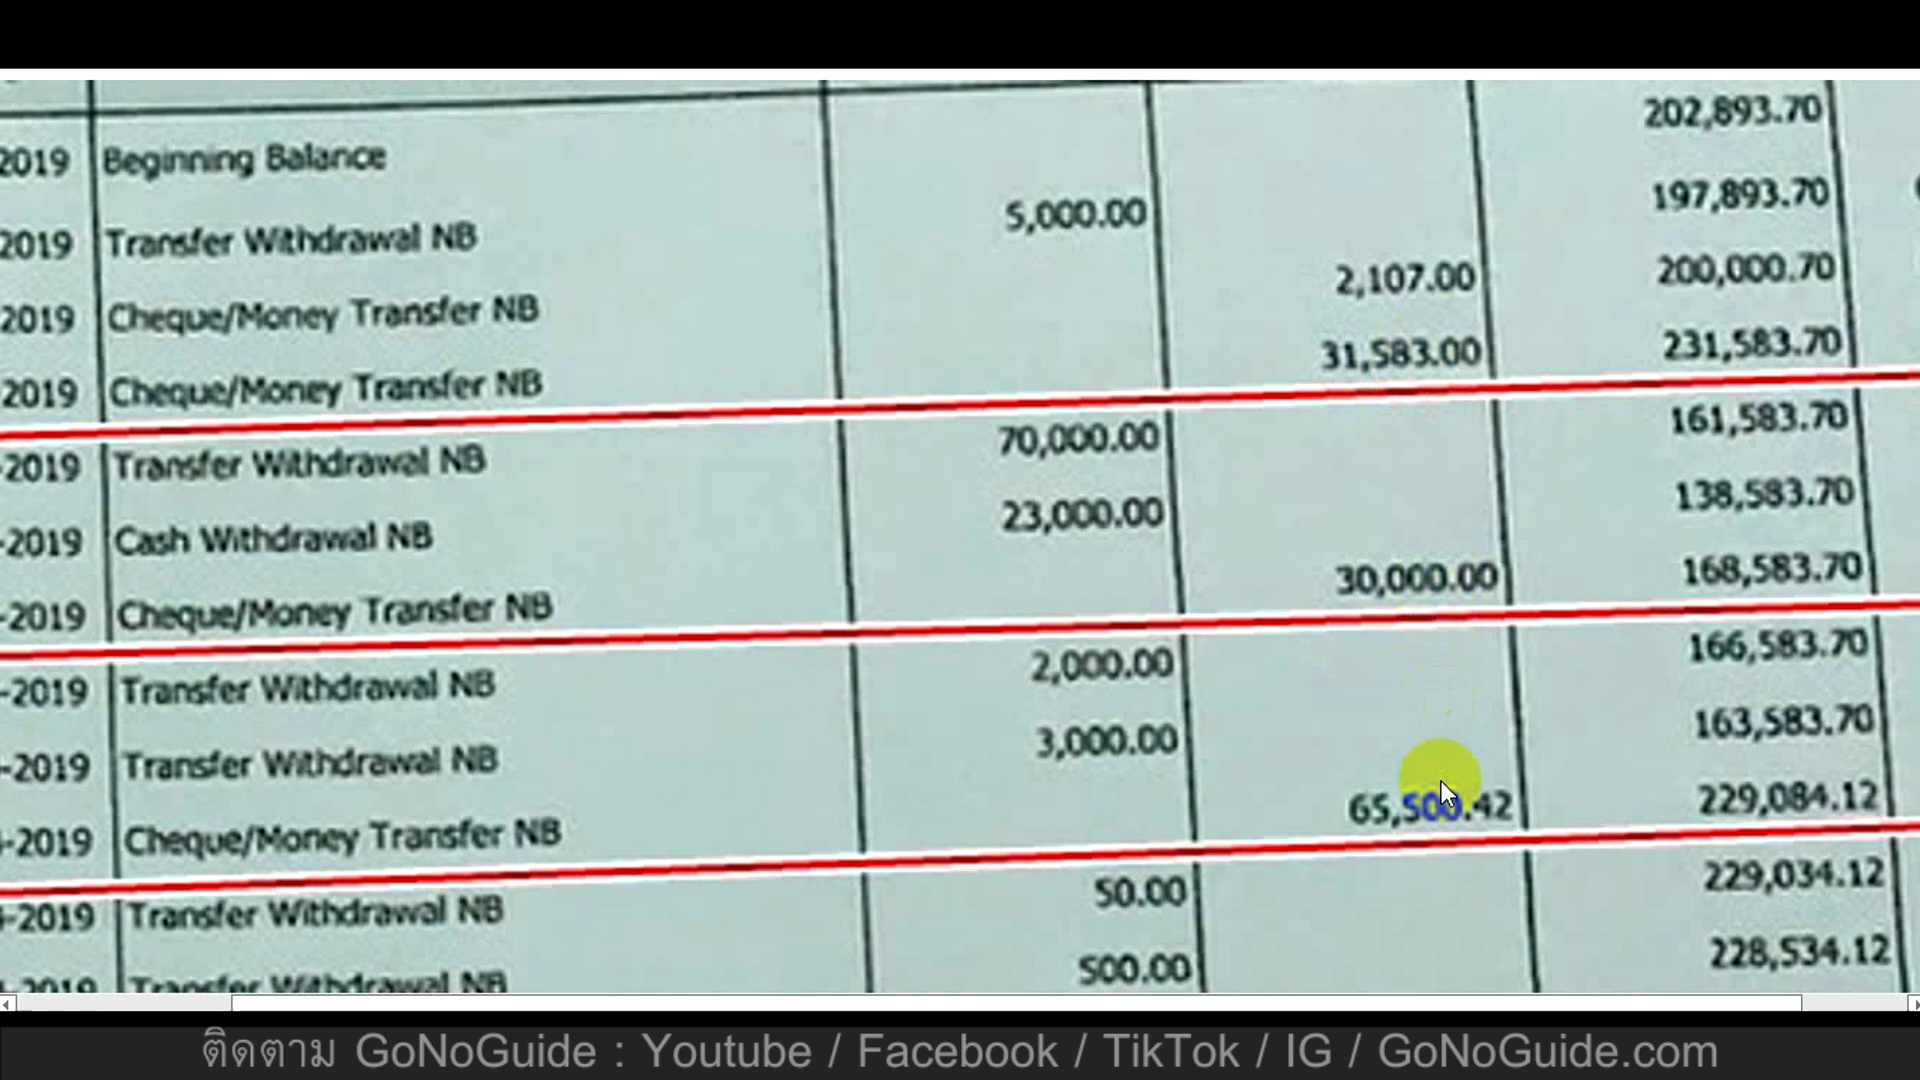 2019 Beginning Balance 202,893.70
2019 Transfer Withdrawal NB 5,000.00 197,893.70
2019 Cheque/Money Transfer NB 2,107.00 200,000.70
2019 Cheque/Money Transfer NB 31,583.00 231,583.70
-2019 Transfer Withdrawal NB 70,000.00 161,583.70
-2019 Cash Withdrawal NB 23,000.00 138,583.70
-2019 Cheque/Money Transfer NB 30,000.00 168,583.70
-2019 Transfer Withdrawal NB 2,000.00 166,583.70
-2019 Transfer Withdrawal NB 3,000.00 163,583.70
-2019 Cheque/Money Transfer NB 65,500.42 229,084.12
-2019 Transfer Withdrawal NB 50.00 229,034.12
-2019 Transfer Withdrawal NB 500.00 228,534.12
ติดตาม GoNoGuide : Youtube / Facebook / TikTok / IG / GoNoGuide.com